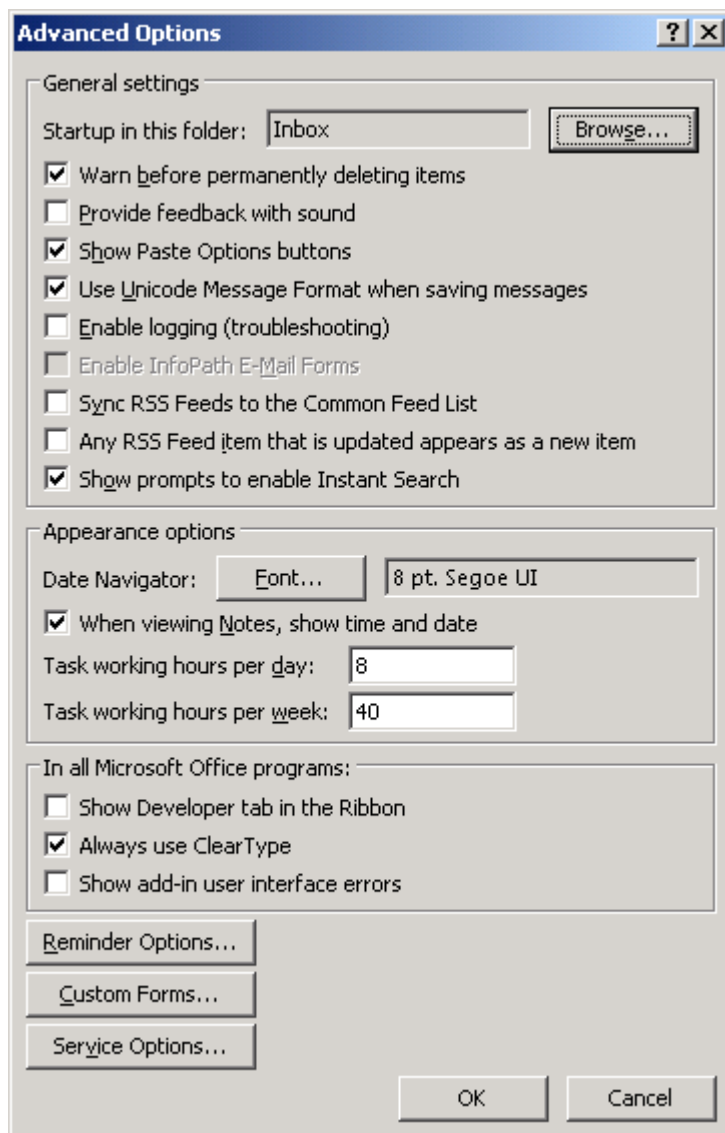 Advanced Options
General settings
Startup in this folder: Inbox Browse...
Warn before permanently deleting items
Provide feedback with sound
Show Paste Options buttons
Use Unicode Message Format when saving messages
Enable logging (troubleshooting)
Enable InfoPath E-Mail Forms
Sync RSS Feeds to the Common Feed List
Any RSS Feed item that is updated appears as a new item
Show prompts to enable Instant Search
Appearance options
Date Navigator: Font... 8 pt. Segoe UI
When viewing Notes, show time and date
Task working hours per day: 8
Task working hours per week: 40
In all Microsoft Office programs:
Show Developer tab in the Ribbon
Always use ClearType
Show add-in user interface errors
Reminder Options...
Custom Forms...
Service Options...
OK Cancel